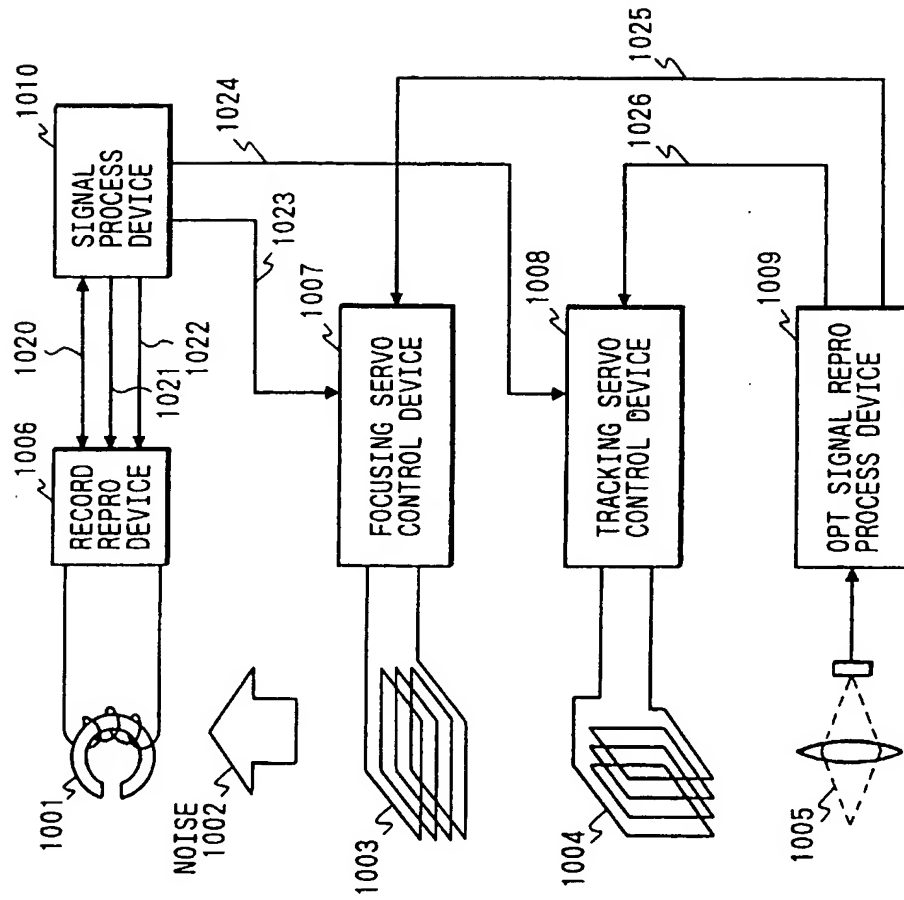 1010
SIGNAL
PROCESS
DEVICE
1024
1023
1020
1021
1022
1006
RECORD
REPRO
DEVICE
1001
NOISE
1002
1025
1026
1007
FOCUSING SERVO
CONTROL DEVICE
1003
1008
TRACKING SERVO
CONTROL DEVICE
1004
1009
OPT SIGNAL REPRO
PROCESS DEVICE
1005